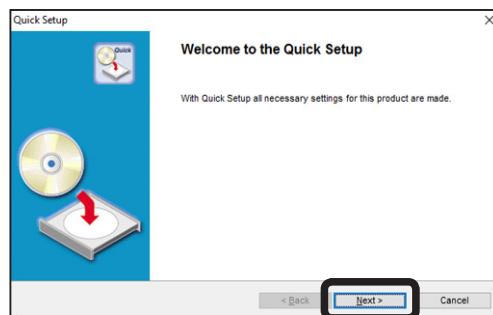 Quick Setup
Quick
Welcome to the Quick Setup
With Quick Setup all necessary settings for this product are made.
< Back
Next >
Cancel